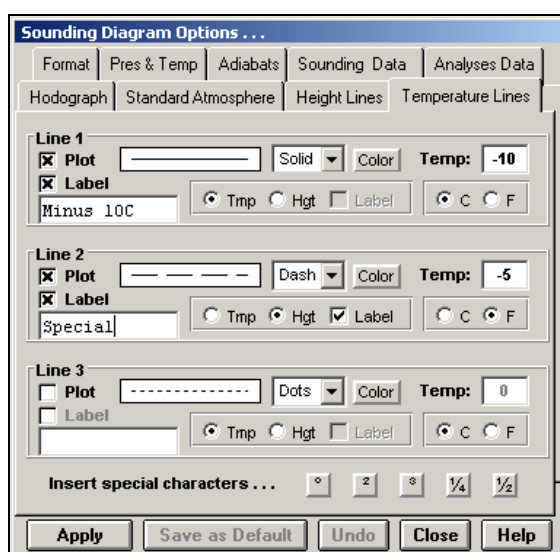 Sounding Diagram Options . . .
Format Pres & Temp Adiabats Sounding Data Analyses Data
Hodograph Standard Atmosphere Height Lines Temperature Lines
Line 1
Plot Solid Color Temp: -10
Label
Minus 10C Tmp Hgt Label C F
Line 2
Plot Dash Color Temp: -5
Label
Special Tmp Hgt Label C F
Line 3
Plot Dots Color Temp: 0
Label
Tmp Hgt Label C F
Insert special characters . . . ° ² ³ ¼ ½
Apply Save as Default Undo Close Help